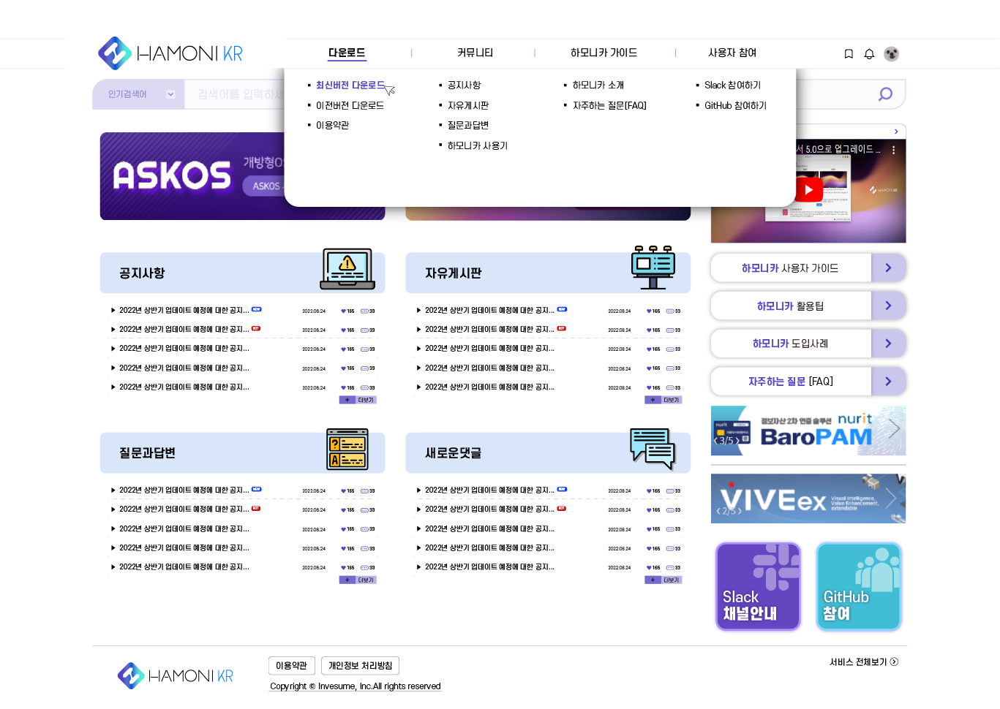 HAMONI KR
다운로드
커뮤니티
하모니카 가이드
사용자 참여
최신버전 다운로드
이전버전 다운로드
이용약관
공지사항
자유게시판
질문과답변
하모니카 사용기
하모니카 소개
자주하는 질문[FAQ]
Slack 참여하기
GitHub 참여하기
인기검색어
검색어를 입력하세
ASKOS
개방형OS
ASKOS
서 5.0으로 업그레이드 ...
HAMONI KR
공지사항
2022년 상반기 업데이트 예정에 대한 공지... NEW 2022.08.24 165 33
2022년 상반기 업데이트 예정에 대한 공지... HOT 2022.08.24 165 33
2022년 상반기 업데이트 예정에 대한 공지... 2022.08.24 165 33
2022년 상반기 업데이트 예정에 대한 공지... 2022.08.24 165 33
2022년 상반기 업데이트 예정에 대한 공지... 2022.08.24 165 33
+ 더보기
자유게시판
2022년 상반기 업데이트 예정에 대한 공지... NEW 2022.08.24 165 33
2022년 상반기 업데이트 예정에 대한 공지... HOT 2022.08.24 165 33
2022년 상반기 업데이트 예정에 대한 공지... 2022.08.24 165 33
2022년 상반기 업데이트 예정에 대한 공지... 2022.08.24 165 33
2022년 상반기 업데이트 예정에 대한 공지... 2022.08.24 165 33
+ 더보기
질문과답변
2022년 상반기 업데이트 예정에 대한 공지... NEW 2022.08.24 165 33
2022년 상반기 업데이트 예정에 대한 공지... HOT 2022.08.24 165 33
2022년 상반기 업데이트 예정에 대한 공지... 2022.08.24 165 33
2022년 상반기 업데이트 예정에 대한 공지... 2022.08.24 165 33
2022년 상반기 업데이트 예정에 대한 공지... 2022.08.24 165 33
+ 더보기
새로운댓글
2022년 상반기 업데이트 예정에 대한 공지... NEW 2022.08.24 165 33
2022년 상반기 업데이트 예정에 대한 공지... HOT 2022.08.24 165 33
2022년 상반기 업데이트 예정에 대한 공지... 2022.08.24 165 33
2022년 상반기 업데이트 예정에 대한 공지... 2022.08.24 165 33
2022년 상반기 업데이트 예정에 대한 공지... 2022.08.24 165 33
+ 더보기
하모니카 사용자 가이드
하모니카 활용팁
하모니카 도입사례
자주하는 질문 [FAQ]
정보자산 2차 인증 솔루션 nurit
BaroPAM
3/5
VIVEex
Visual Intelligence,
Value Enhancement,
extendable
2/5
Slack
채널안내
GitHub
참여
HAMONI KR
이용약관
개인정보 처리방침
서비스 전체보기
Copyright © Invesume, Inc.All rights reserved